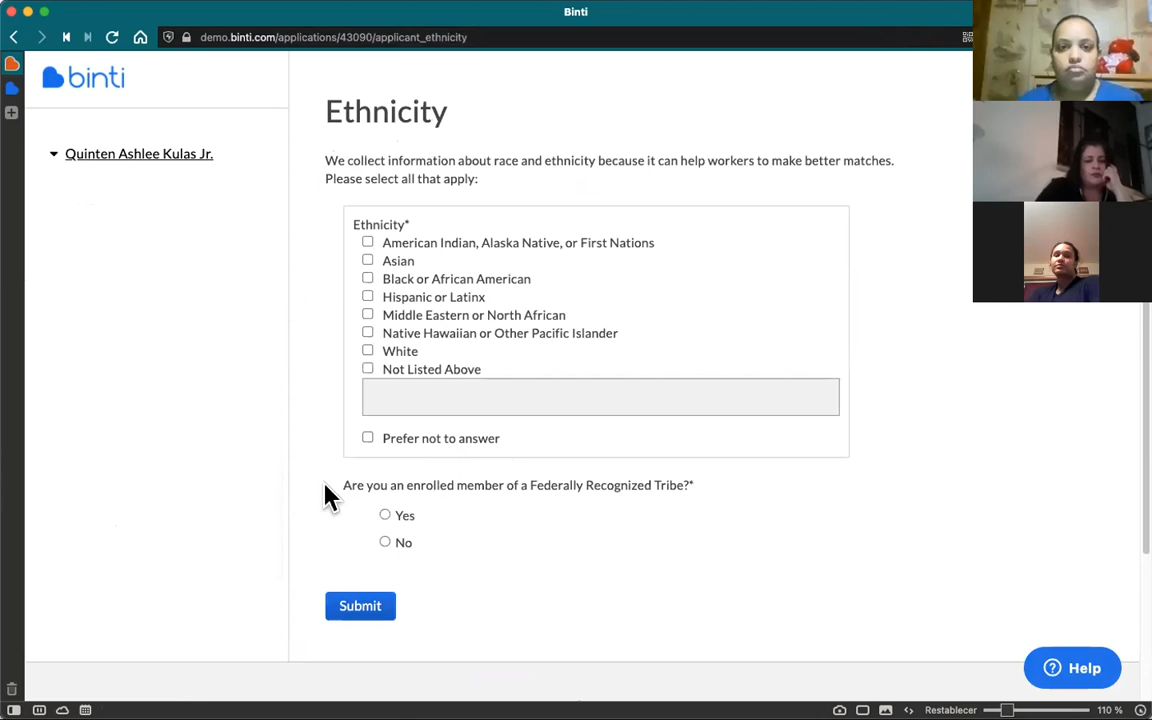 Binti
demo.binti.com/applications/43090/applicant_ethnicity
binti
Quinten Ashlee Kulas Jr.
Ethnicity
We collect information about race and ethnicity because it can help workers to make better matches.
Please select all that apply:
Ethnicity*
American Indian, Alaska Native, or First Nations
Asian
Black or African American
Hispanic or Latinx
Middle Eastern or North African
Native Hawaiian or Other Pacific Islander
White
Not Listed Above
Prefer not to answer
Are you an enrolled member of a Federally Recognized Tribe?*
Yes
No
Submit
Help
Restablecer
110 %